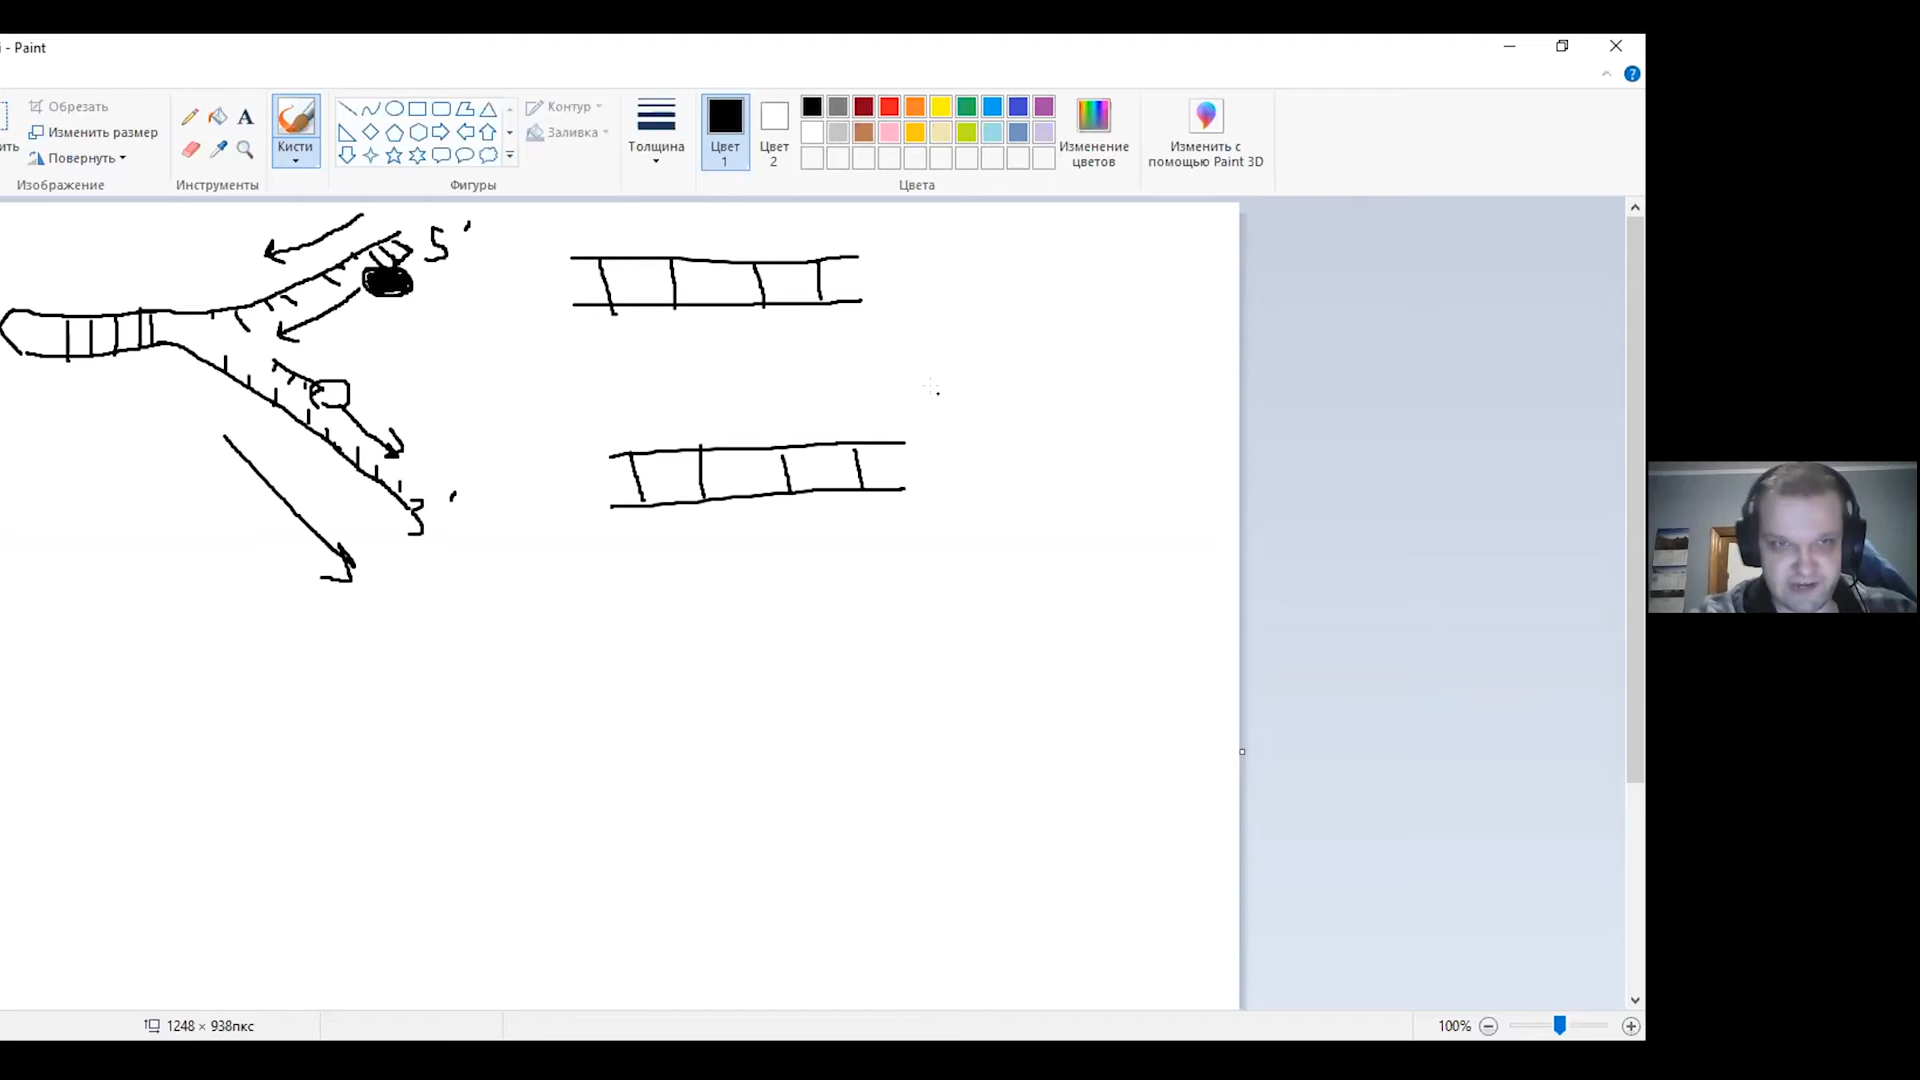 i - Paint
Обрезать
Изменить размер
ить
Повернуть
Изображение
Инструменты
A
Кисти
Фигуры
Контур
Заливка
Толщина
Цвет
1
Цвет
2
Цвета
Изменение
цветов
Изменить с
помощью Paint 3D
?
5'
3'
1248 × 938пкс
100%